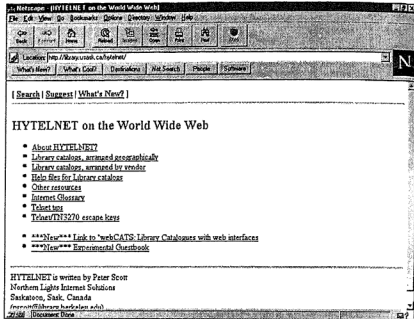 Netscape - [HYTELNET on the World Wide Web]
File Edit View Go Bookmarks Options Directory Window Help
Back Forward Home Reload Images Open Print Find Stop
Location: http://library.usask.ca/hytelnet/
N
What's New? What's Cool? Destinations Net Search People Software
[ Search | Suggest | What's New? ]
HYTELNET on the World Wide Web
About HYTELNET?
Library catalogs, arranged geographically
Library catalogs, arranged by vendor
Help files for Library catalogs
Other resources
Internet Glossary
Telnet tips
Telnet/TN3270 escape keys
***New*** Link to "webCATS: Library Catalogues with web interfaces
***New*** Experimental Guestbook
HYTELNET is written by Peter Scott
Northern Lights Internet Solutions
Saskatoon, Sask, Canada
(pscott@library.berkeley.edu)
Document Done